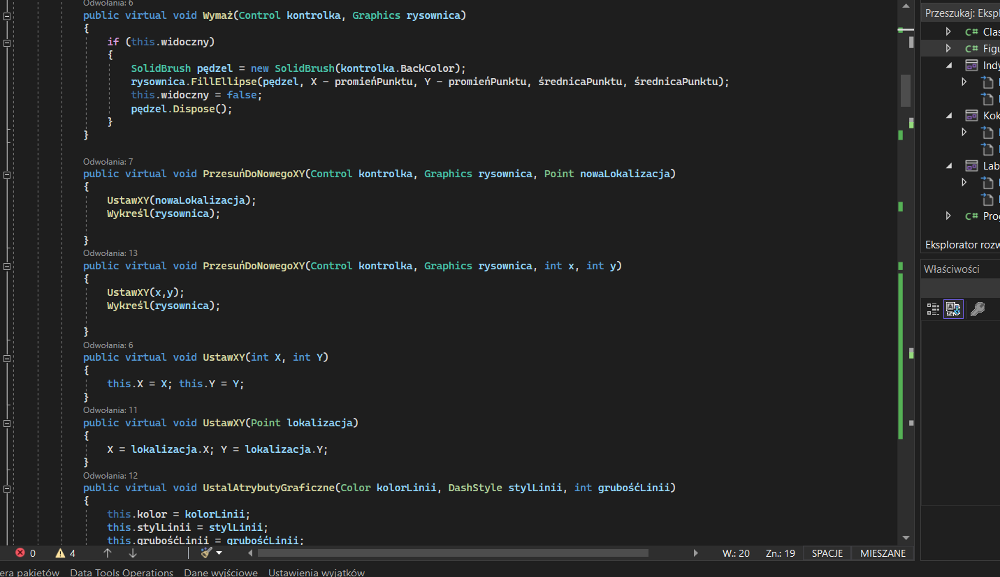 Odwołania: 6
public virtual void Wymaż(Control kontrolka, Graphics rysownica)
{
if (this.widoczny)
{
SolidBrush pędzel = new SolidBrush(kontrolka.BackColor);
rysownica.FillEllipse(pędzel, X - promieńPunktu, Y - promieńPunktu, średnicaPunktu, średnicaPunktu);
this.widoczny = false;
pędzel.Dispose();
}
}
Odwołania: 7
public virtual void PrzesuńDoNowegoXY(Control kontrolka, Graphics rysownica, Point nowaLokalizacja)
{
UstawXY(nowaLokalizacja);
Wykreśl(rysownica);
}
Odwołania: 13
public virtual void PrzesuńDoNowegoXY(Control kontrolka, Graphics rysownica, int x, int y)
{
UstawXY(x,y);
Wykreśl(rysownica);
}
Odwołania: 6
public virtual void UstawXY(int X, int Y)
{
this.X = X; this.Y = Y;
}
Odwołania: 11
public virtual void UstawXY(Point lokalizacja)
{
X = lokalizacja.X; Y = lokalizacja.Y;
}
Odwołania: 12
public virtual void UstalAtrybutyGraficzne(Color kolorLinii, DashStyle stylLinii, int grubośćLinii)
{
this.kolor = kolorLinii;
this.stylLinii = stylLinii;
this.grubośćLinii = grubośćLinii;
0 4 W.: 20 Zn.: 19 SPACJE MIESZANE
era pakietów Data Tools Operations Dane wyjściowe Ustawienia wyjątków
Przeszukaj: Ekspl
C# Clas
C# Figu
Indy
Kok
Lab
C# Prog
Eksplorator rozw
Właściwości